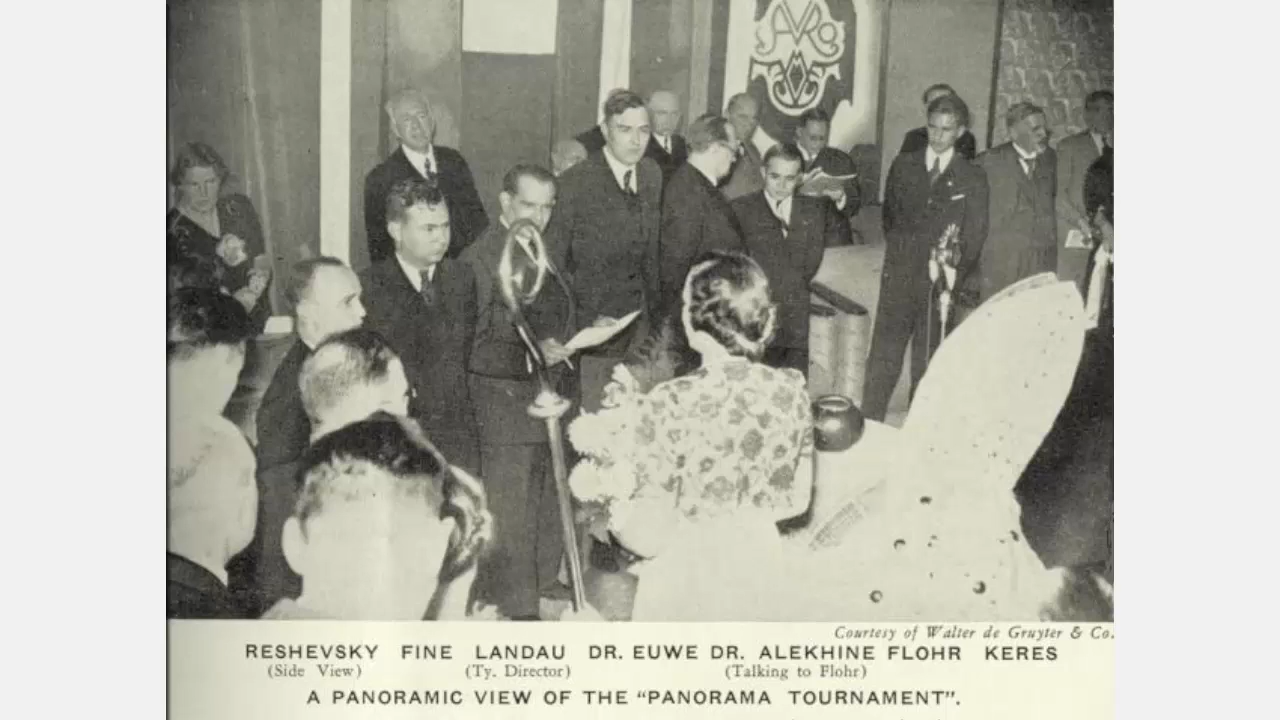 AVRO
Courtesy of Walter de Gruyter & Co.
RESHEVSKY FINE LANDAU DR. EUWE DR. ALEKHINE FLOHR KERES
(Side View) (Ty. Director) (Talking to Flohr)
A PANORAMIC VIEW OF THE “PANORAMA TOURNAMENT”.